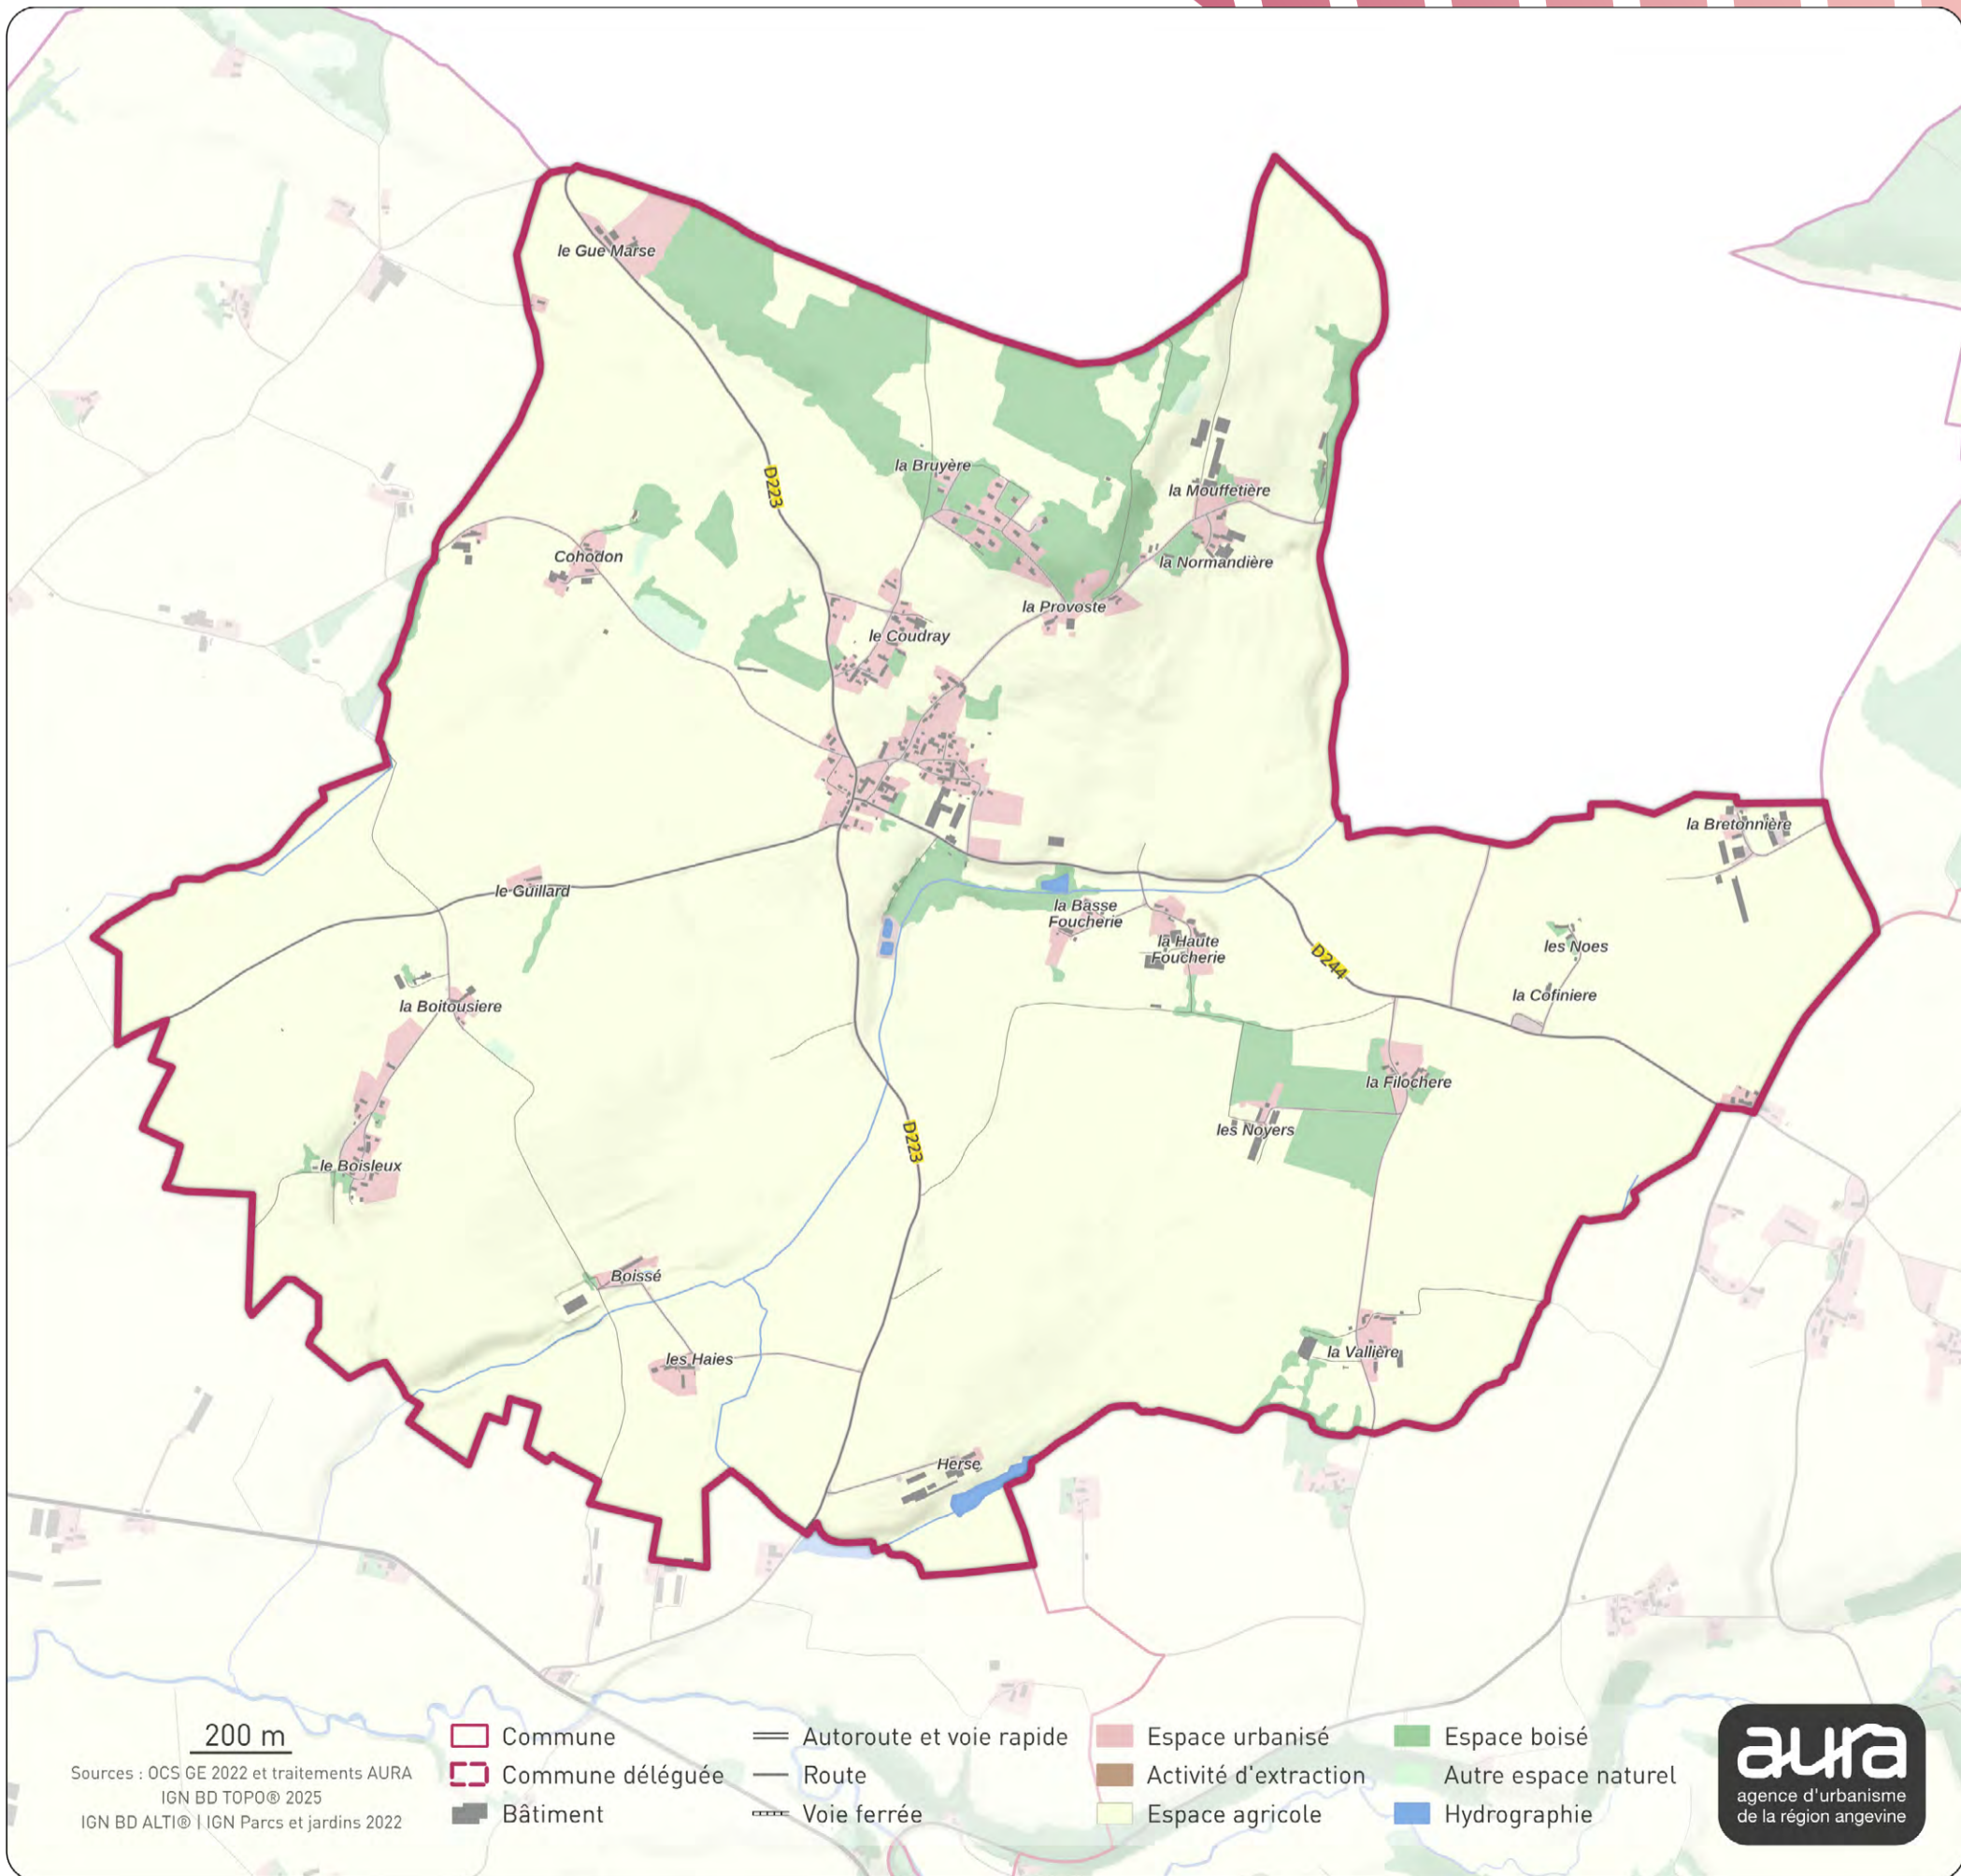 le Gue Marse
D223
la Bruyère
la Mouffetière
Cohodon
la Normandière
la Provoste
le Coudray
la Bretonnière
le Guillard
la Basse
Foucherie
la Haute
Foucherie
D244
les Noes
la Cofiniere
la Boitousiere
la Filochere
les Noyers
D223
le Boisleux
Boissé
les Haies
la Vallière
Herse
200 m
Sources : OCS GE 2022 et traitements AURA
IGN BD TOPO® 2025
IGN BD ALTI® | IGN Parcs et jardins 2022
Commune
Commune déléguée
Bâtiment
Autoroute et voie rapide
Route
Voie ferrée
Espace urbanisé
Activité d'extraction
Espace agricole
Espace boisé
Autre espace naturel
Hydrographie
aura
agence d'urbanisme
de la région angevine